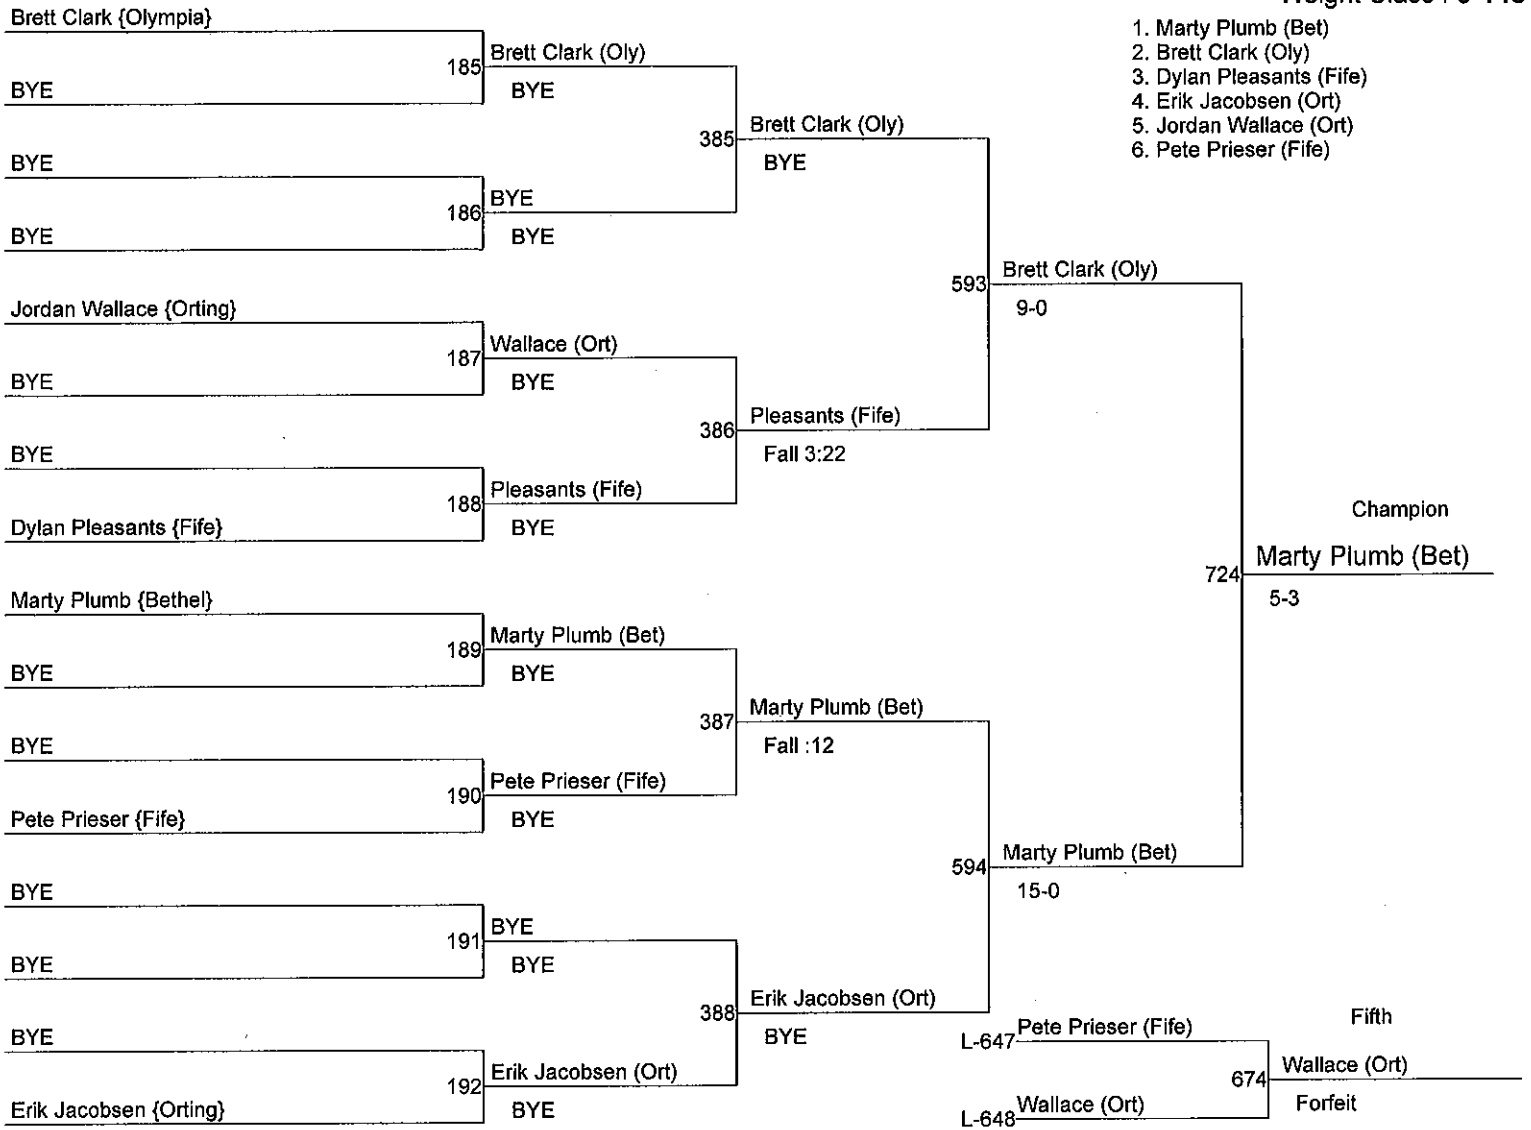 Brett Clark {Olympia}
185
BYE
Brett Clark (Oly)
BYE
BYE
186
BYE
BYE
BYE
385
Brett Clark (Oly)
BYE
Jordan Wallace {Orting}
187
BYE
Wallace (Ort)
BYE
BYE
188
Dylan Pleasants {Fife}
Pleasants (Fife)
BYE
386
Pleasants (Fife)
Fall 3:22
593
Brett Clark (Oly)
9-0
Marty Plumb {Bethel}
189
BYE
Marty Plumb (Bet)
BYE
BYE
190
Pete Prieser {Fife}
Pete Prieser (Fife)
BYE
387
Marty Plumb (Bet)
Fall :12
BYE
191
BYE
BYE
BYE
BYE
192
Erik Jacobsen {Orting}
Erik Jacobsen (Ort)
BYE
388
Erik Jacobsen (Ort)
BYE
594
Marty Plumb (Bet)
15-0
724
Champion
Marty Plumb (Bet)
5-3
1. Marty Plumb (Bet)
2. Brett Clark (Oly)
3. Dylan Pleasants (Fife)
4. Erik Jacobsen (Ort)
5. Jordan Wallace (Ort)
6. Pete Prieser (Fife)
L-647
Pete Prieser (Fife)
L-648
Wallace (Ort)
674
Fifth
Wallace (Ort)
Forfeit